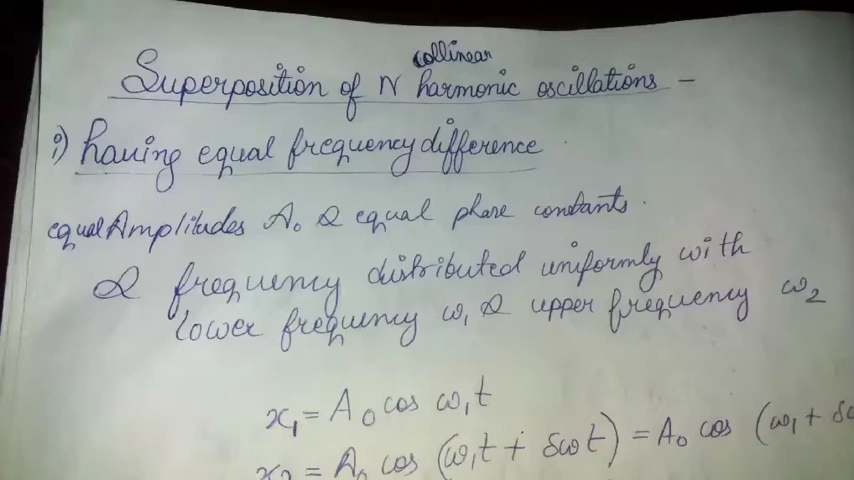 collinear
Superposition of N harmonic oscillations –
i) having equal frequency difference
equal Amplitudes A₀ & equal phase constants.
& frequency distributed uniformly with
lower frequency ω₁ & upper frequency ω₂
x₁ = A₀ cos ω₁t
x₂ = A₀ cos (ω₁t + δωt) = A₀ cos (ω₁ + δω